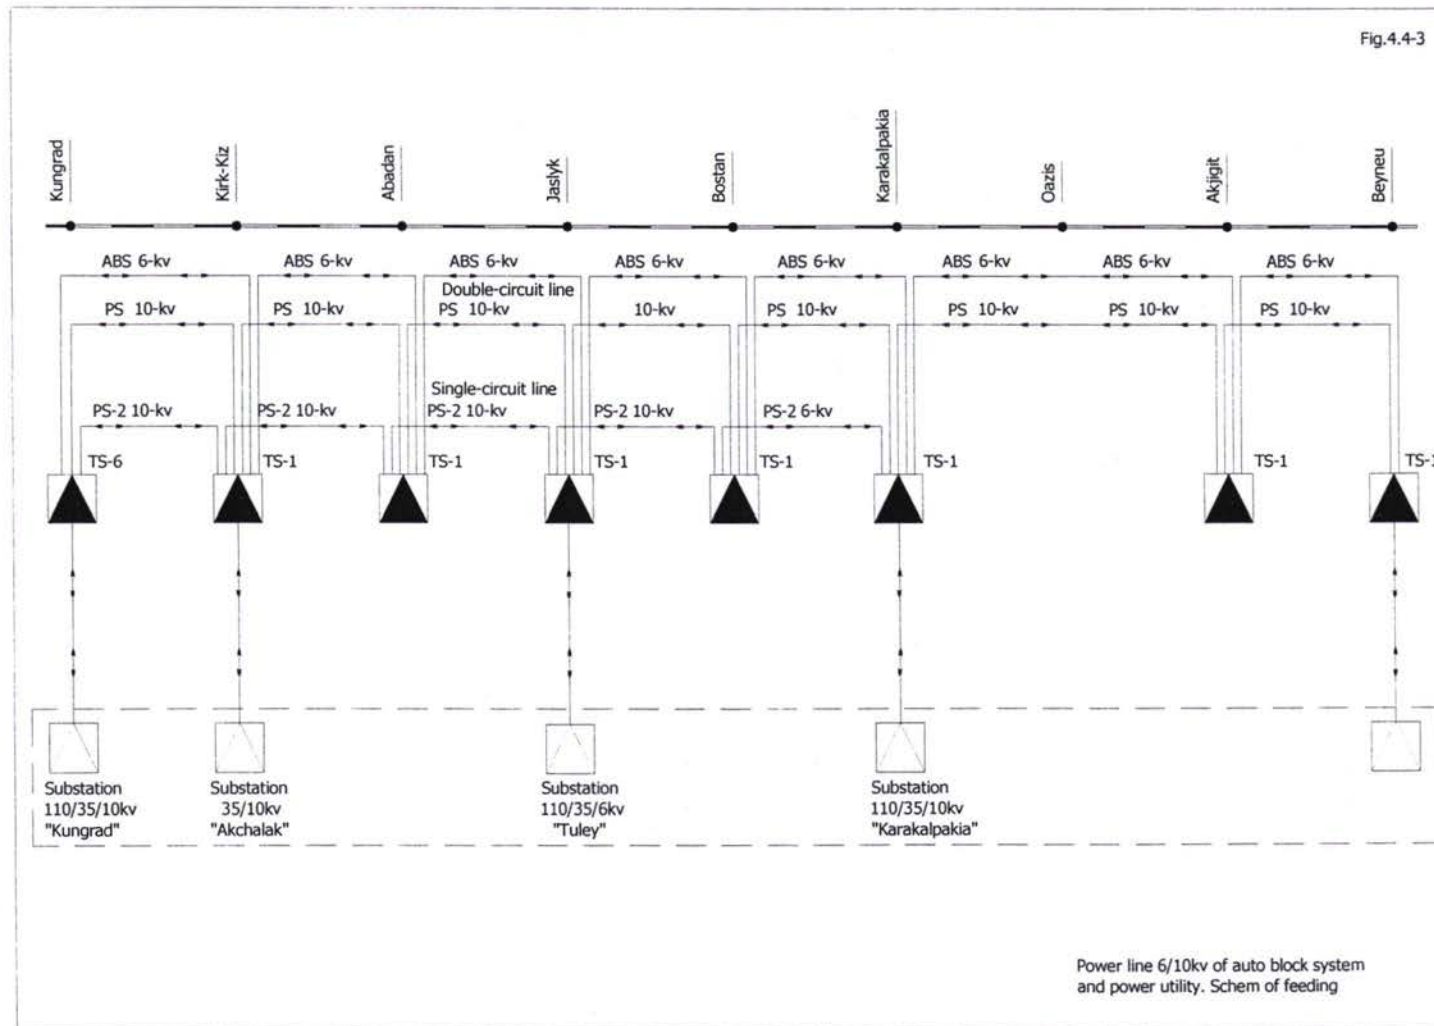 Fig.4.4-3
Kungrad
Kirk-Kiz
Abadan
Jaslyk
Bostan
Karakalpakia
Oazis
Akjigit
Beyneu
ABS 6-kv
ABS 6-kv
ABS 6-kv
ABS 6-kv
ABS 6-kv
ABS 6-kv
ABS 6-kv
ABS 6-kv
Double-circuit line
PS 10-kv
PS 10-kv
PS 10-kv
10-kv
PS 10-kv
PS 10-kv
PS 10-kv
PS 10-kv
Single-circuit line
PS-2 10-kv
PS-2 10-kv
PS-2 10-kv
PS-2 10-kv
PS-2 6-kv
TS-6
TS-1
TS-1
TS-1
TS-1
TS-1
TS-1
TS-1
Substation
110/35/10kv
"Kungrad"
Substation
35/10kv
"Akchalak"
Substation
110/35/6kv
"Tuley"
Substation
110/35/10kv
"Karakalpakia"
Power line 6/10kv of auto block system
and power utility. Schem of feeding